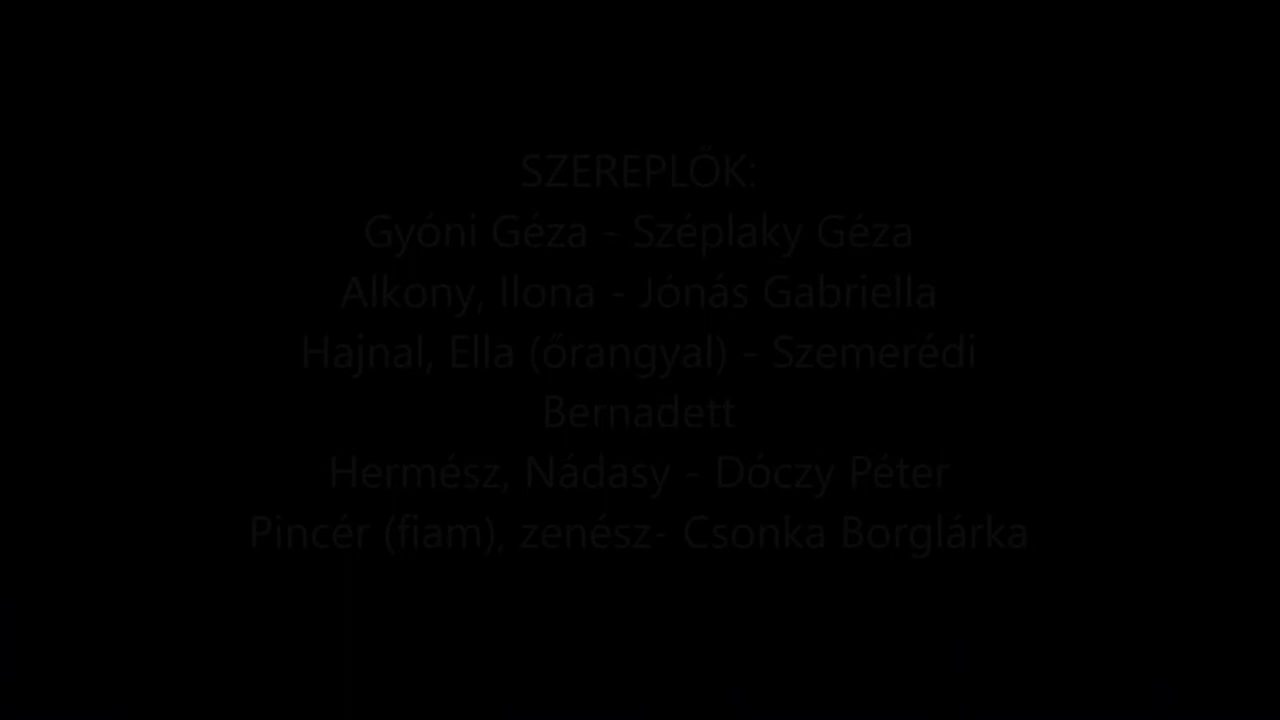 SZEREPLŐK:
Gyóni Géza - Széplaky Géza
Alkony, Ilona - Jónás Gabriella
Hajnal, Ella (őrangyal) - Szemerédi
Bernadett
Hermész, Nádasy - Dóczy Péter
Pincér (fiam), zenész- Csonka Borglárka